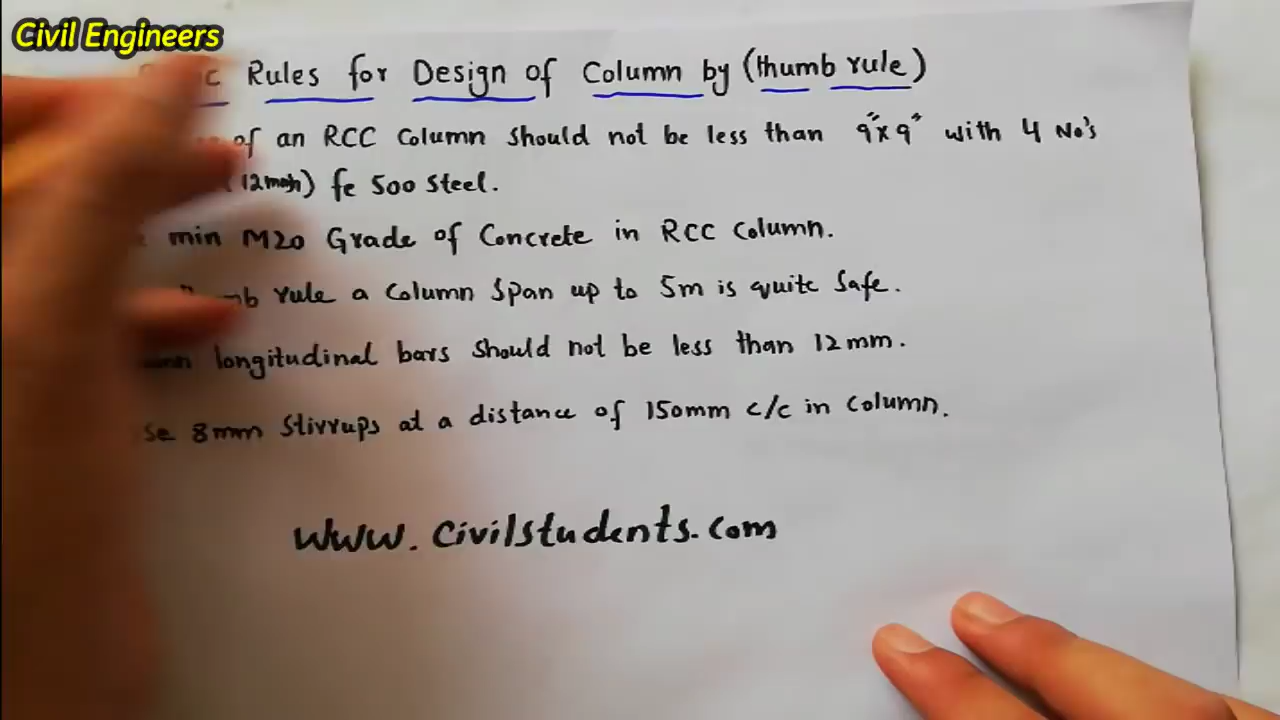 Civil Engineers
Rules for Design of Column by (thumb rule)
of an RCC Column should not be less than 9"x9" with 4 No's
(12mm) fe 500 steel.
min M20 Grade of Concrete in RCC Column.
rule a Column Span up to 5m is quite Safe.
longitudinal bars should not be less than 12mm.
8mm Stirrups at a distance of 150mm c/c in Column.
www.civilstudents.com